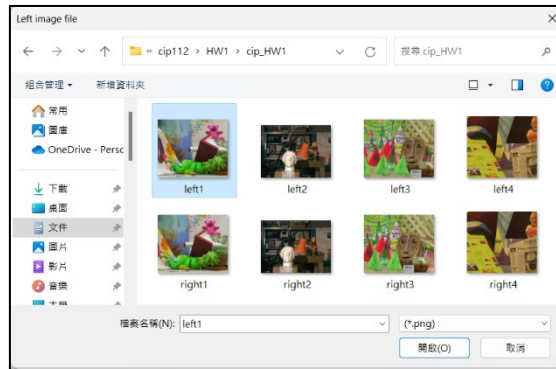 Left image file
« cip112 › HW1 › cip_HW1
搜尋 cip_HW1
組合管理
新增資料夾
常用
圖庫
OneDrive - Persc
下載
桌面
文件
圖片
影片
音樂
left1
left2
left3
left4
right1
right2
right3
right4
檔案名稱(N):
left1
(*.png)
開啟(O)
取消